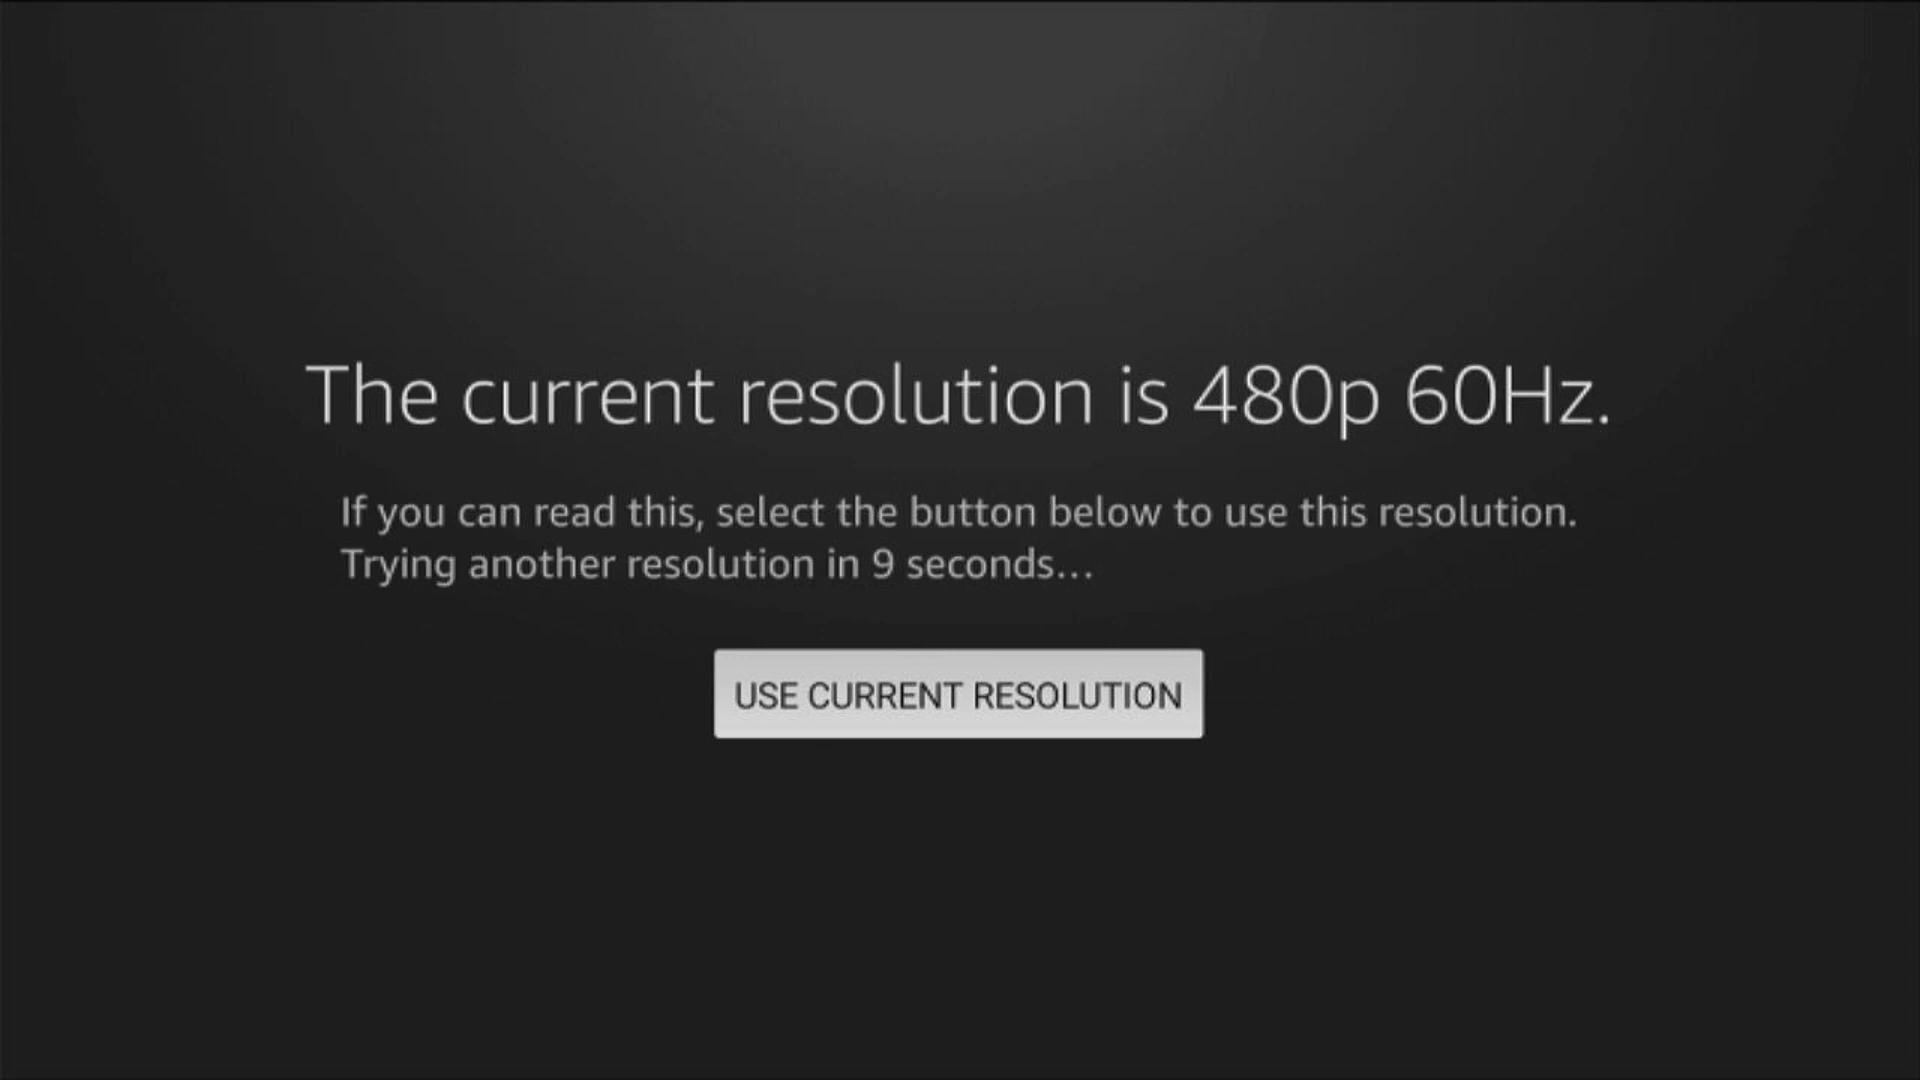 The current resolution is 480p 60Hz.
If you can read this, select the button below to use this resolution.
Trying another resolution in 9 seconds...
USE CURRENT RESOLUTION